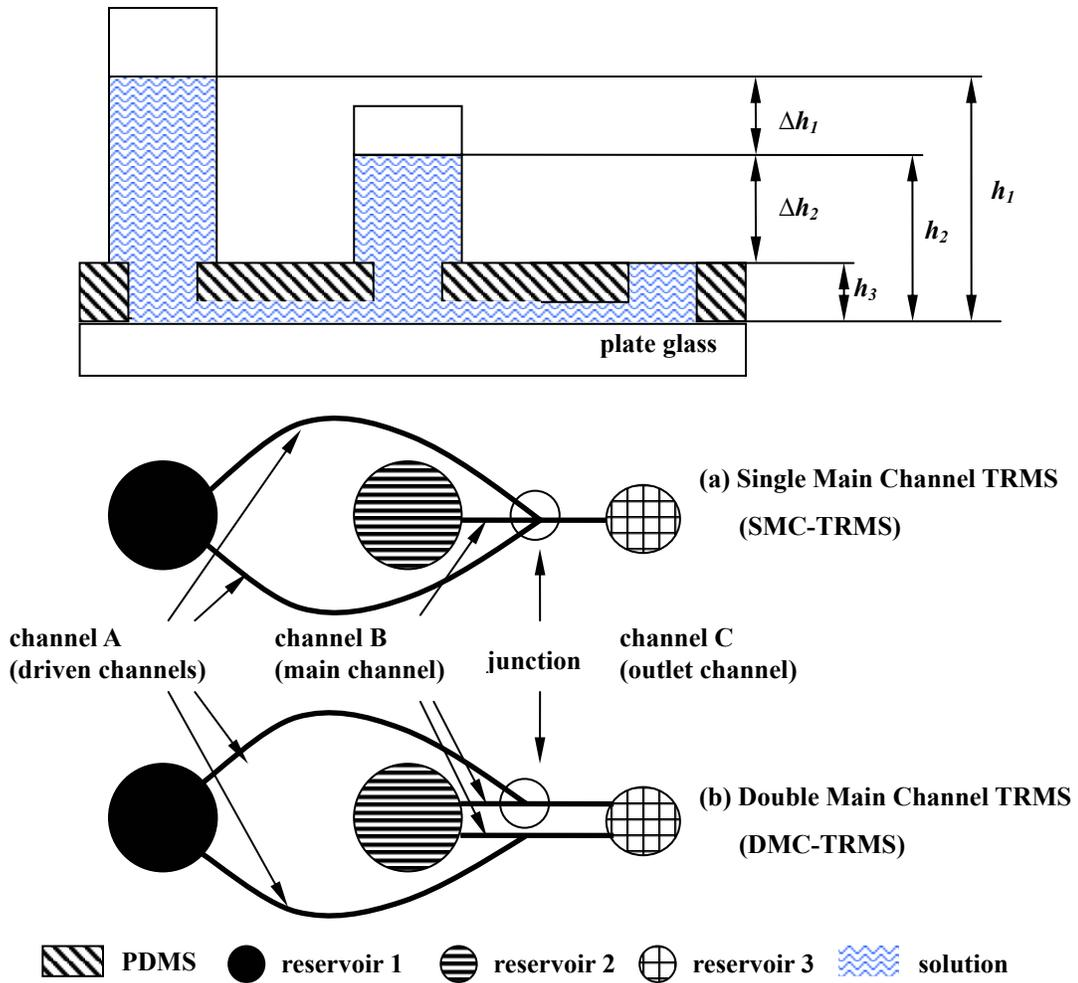 Δh1
Δh2
h1
h2
h3
plate glass
(a) Single Main Channel TRMS
(SMC-TRMS)
channel A
(driven channels)
channel B
(main channel)
junction
channel C
(outlet channel)
(b) Double Main Channel TRMS
(DMC-TRMS)
PDMS
reservoir 1
reservoir 2
reservoir 3
solution